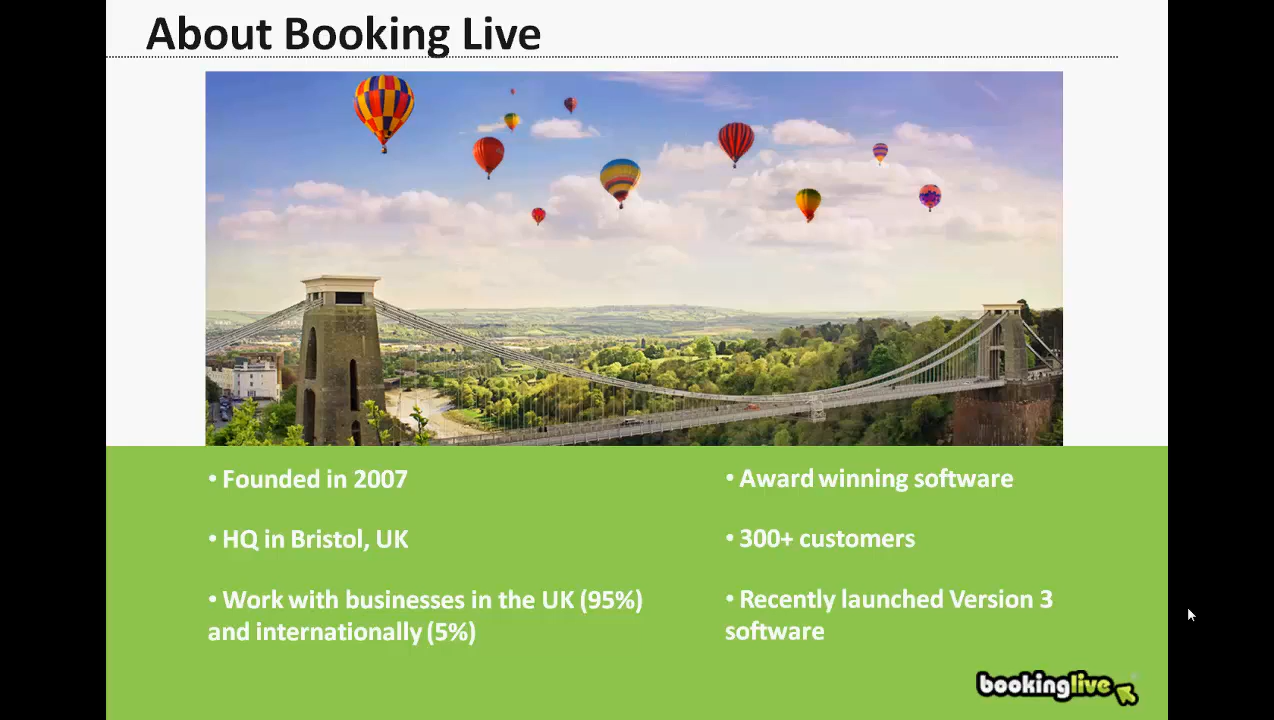 About Booking Live
• Founded in 2007
• HQ in Bristol, UK
• Work with businesses in the UK (95%)
and internationally (5%)
• Award winning software
• 300+ customers
• Recently launched Version 3
software
bookinglive